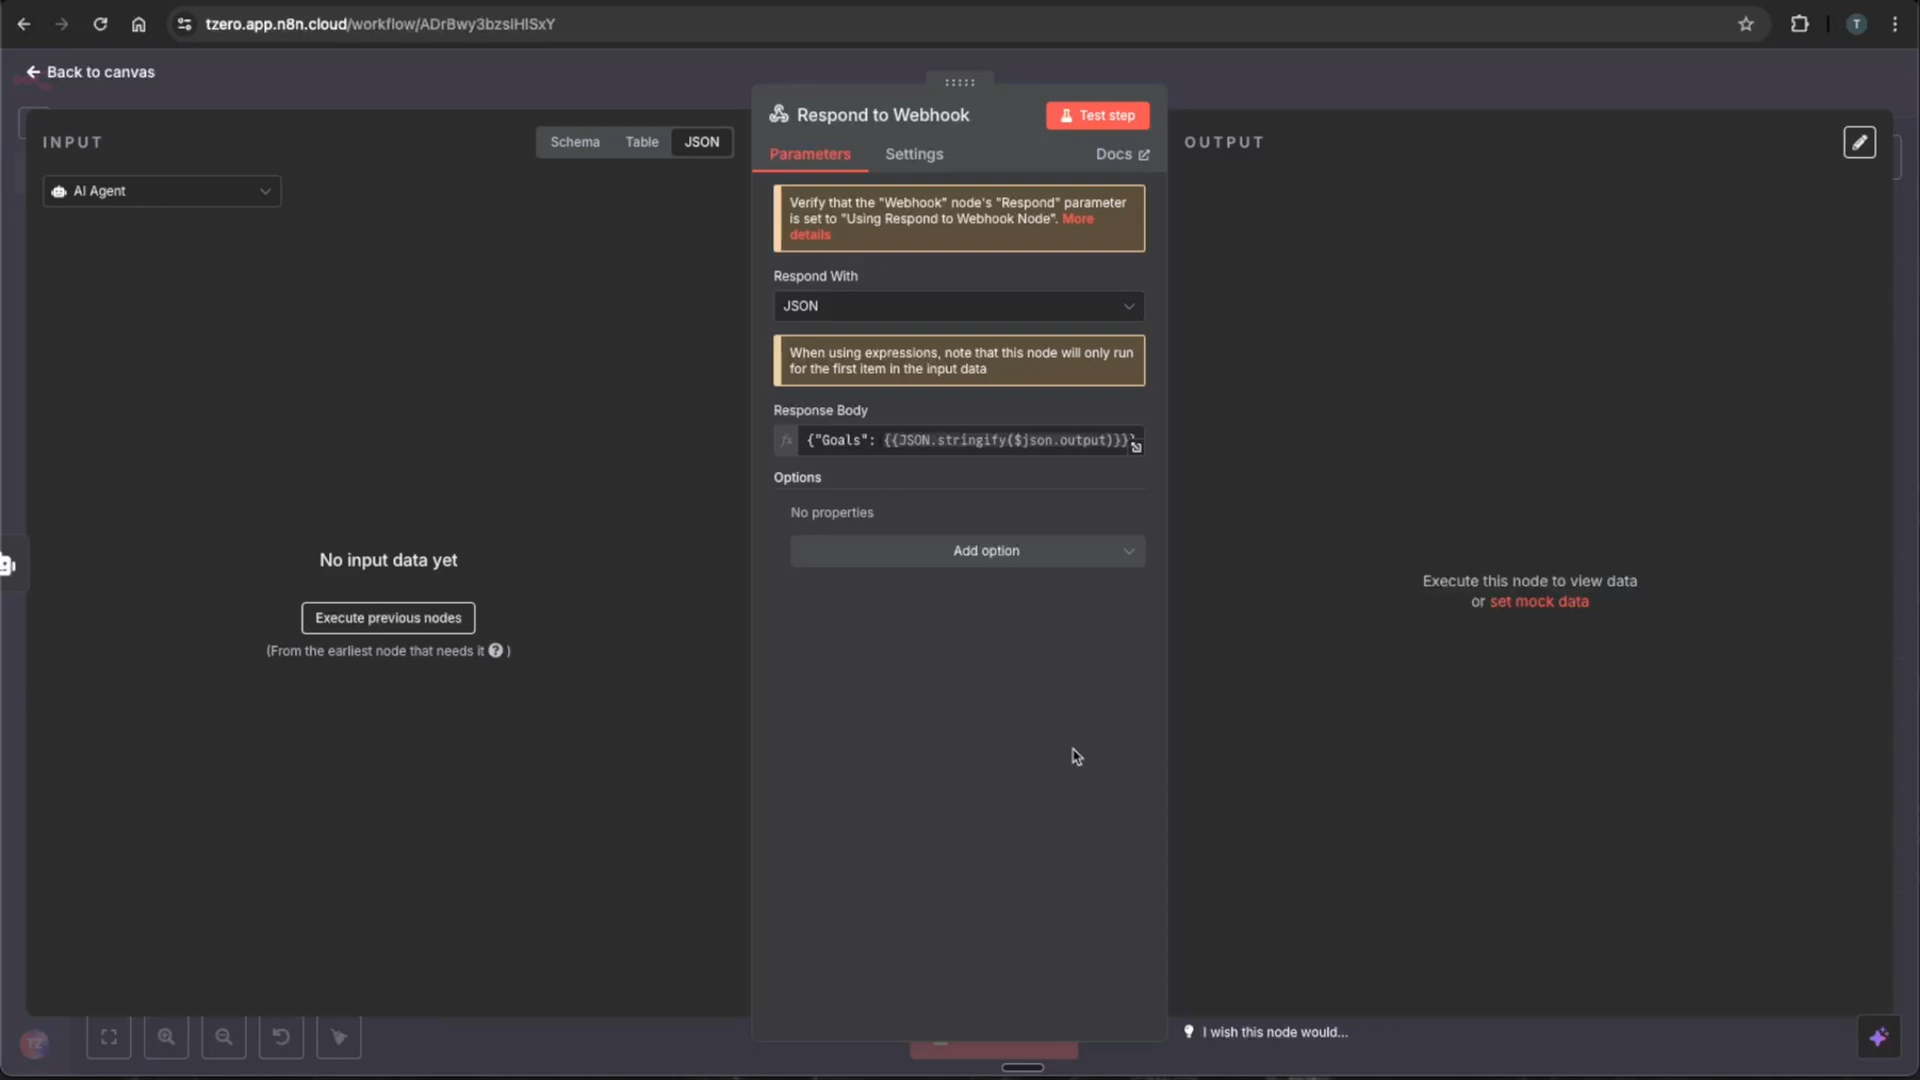 tzero.app.n8n.cloud/workflow/ADrBwy3bzsIHlSxY
T
Back to canvas
INPUT
Schema
Table
JSON
AI Agent
No input data yet
Execute previous nodes
(From the earliest node that needs it ? )
Respond to Webhook
Test step
Parameters
Settings
Docs
Verify that the "Webhook" node's "Respond" parameter
is set to "Using Respond to Webhook Node". More
details
Respond With
JSON
When using expressions, note that this node will only run
for the first item in the input data
Response Body
fx {"Goals": {{JSON.stringify($json.output)}}}
Options
No properties
Add option
OUTPUT
Execute this node to view data
or set mock data
TZ
I wish this node would...